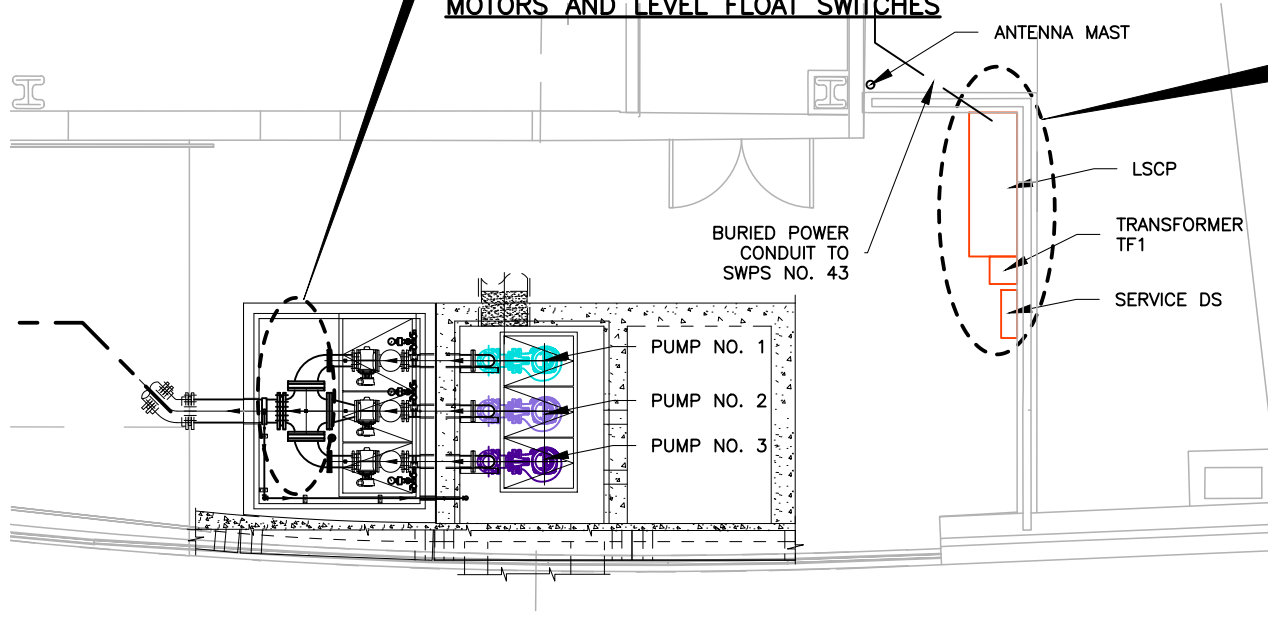 MOTORS AND LEVEL FLOAT SWITCHES
ANTENNA MAST
LSCP
TRANSFORMER
TF1
SERVICE DS
BURIED POWER
CONDUIT TO
SWPS NO. 43
PUMP NO. 1
PUMP NO. 2
PUMP NO. 3